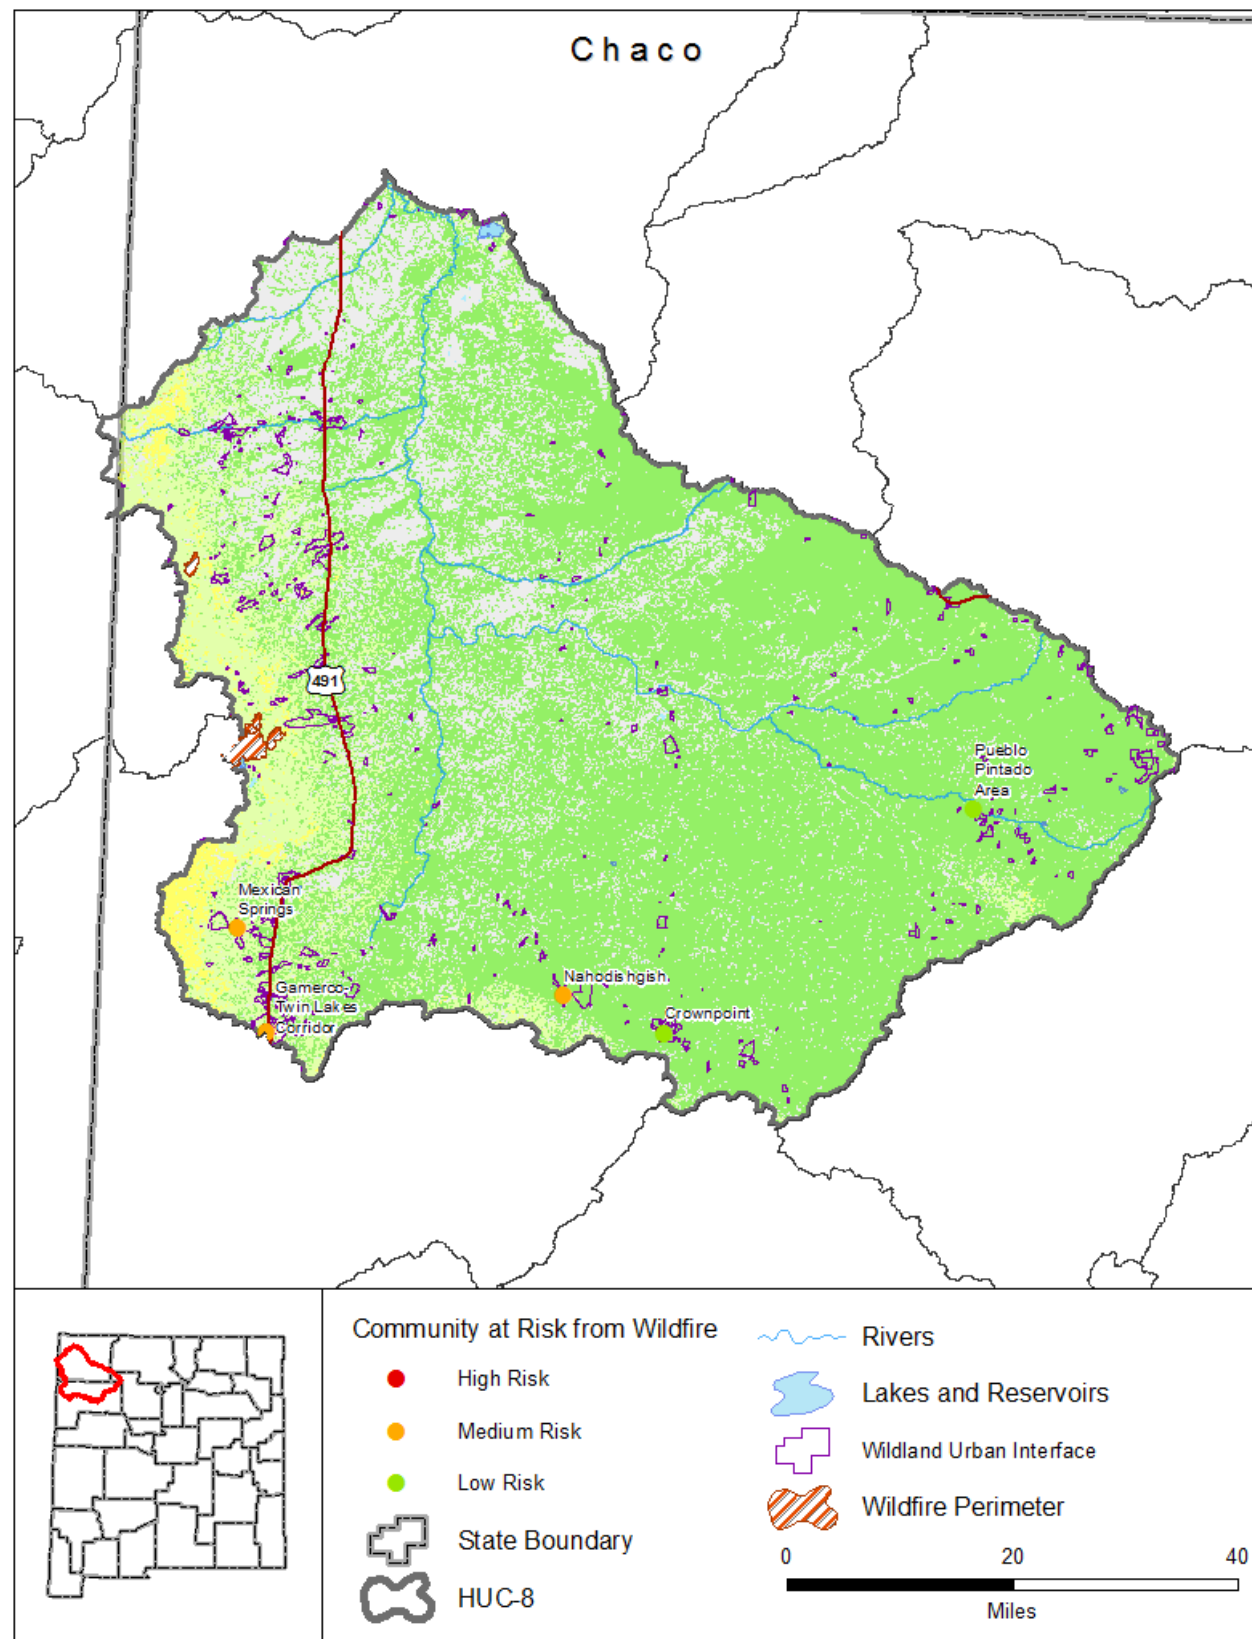 Chaco
491
Pueblo
Pintado
Area
Mexican
Springs
Nahodishgish
Gamerco-
Twin Lakes
Corridor
Crownpoint
Community at Risk from Wildfire
High Risk
Medium Risk
Low Risk
State Boundary
HUC-8
Rivers
Lakes and Reservoirs
Wildland Urban Interface
Wildfire Perimeter
0 20 40
Miles